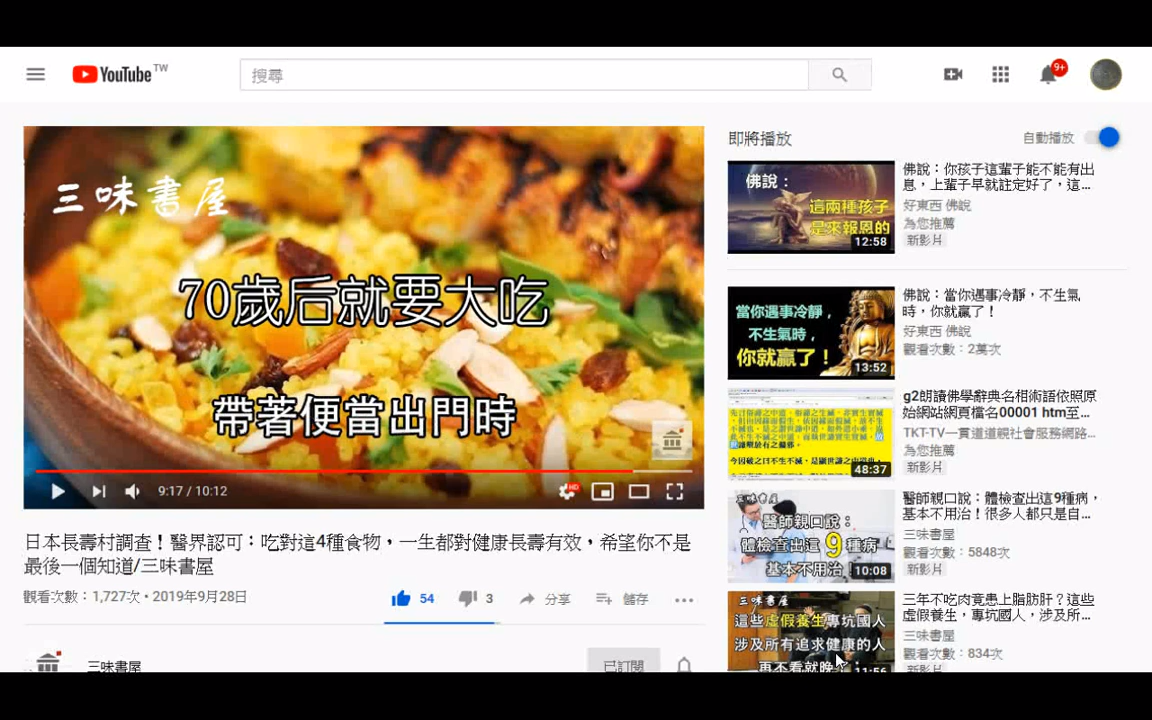 YouTube TW
搜尋
9+
三味書屋
70歲后就要大吃
帶著便當出門時
9:17 / 10:12
HD
日本長壽村調查！醫界認可：吃對這4種食物，一生都對健康長壽有效，希望你不是
最後一個知道/三味書屋
觀看次數：1,727次 • 2019年9月28日
54
3
分享
儲存
三味書屋
已訂閱
即將播放
自動播放
佛說：
這兩種孩子
是來報恩的
12:58
佛說：你孩子這輩子能不能有出
息，上輩子早就註定好了，這...
好東西 佛說
為您推薦
新影片
當你遇事冷靜，
不生氣時，
你就贏了！
13:52
佛說：當你遇事冷靜，不生氣
時，你就贏了！
好東西 佛說
觀看次數：2萬次
48:37
g2朗讀佛學辭典名相術語依照原
始網站網頁檔名00001 htm至...
TKT-TV一貫道道親社會服務網路...
為您推薦
新影片
三味書屋
醫師親口說：
體檢查出這9種病
基本不用治
10:08
醫師親口說：體檢查出這9種病，
基本不用治！很多人都只是自...
三味書屋
觀看次數：5848次
新影片
三味書屋
這些虛假養生專坑國人
涉及所有追求健康的人
再不看就晚了
11:56
三年不吃肉竟患上脂肪肝？這些
虛假養生，專坑國人，涉及所...
三味書屋
觀看次數：834次
新影片